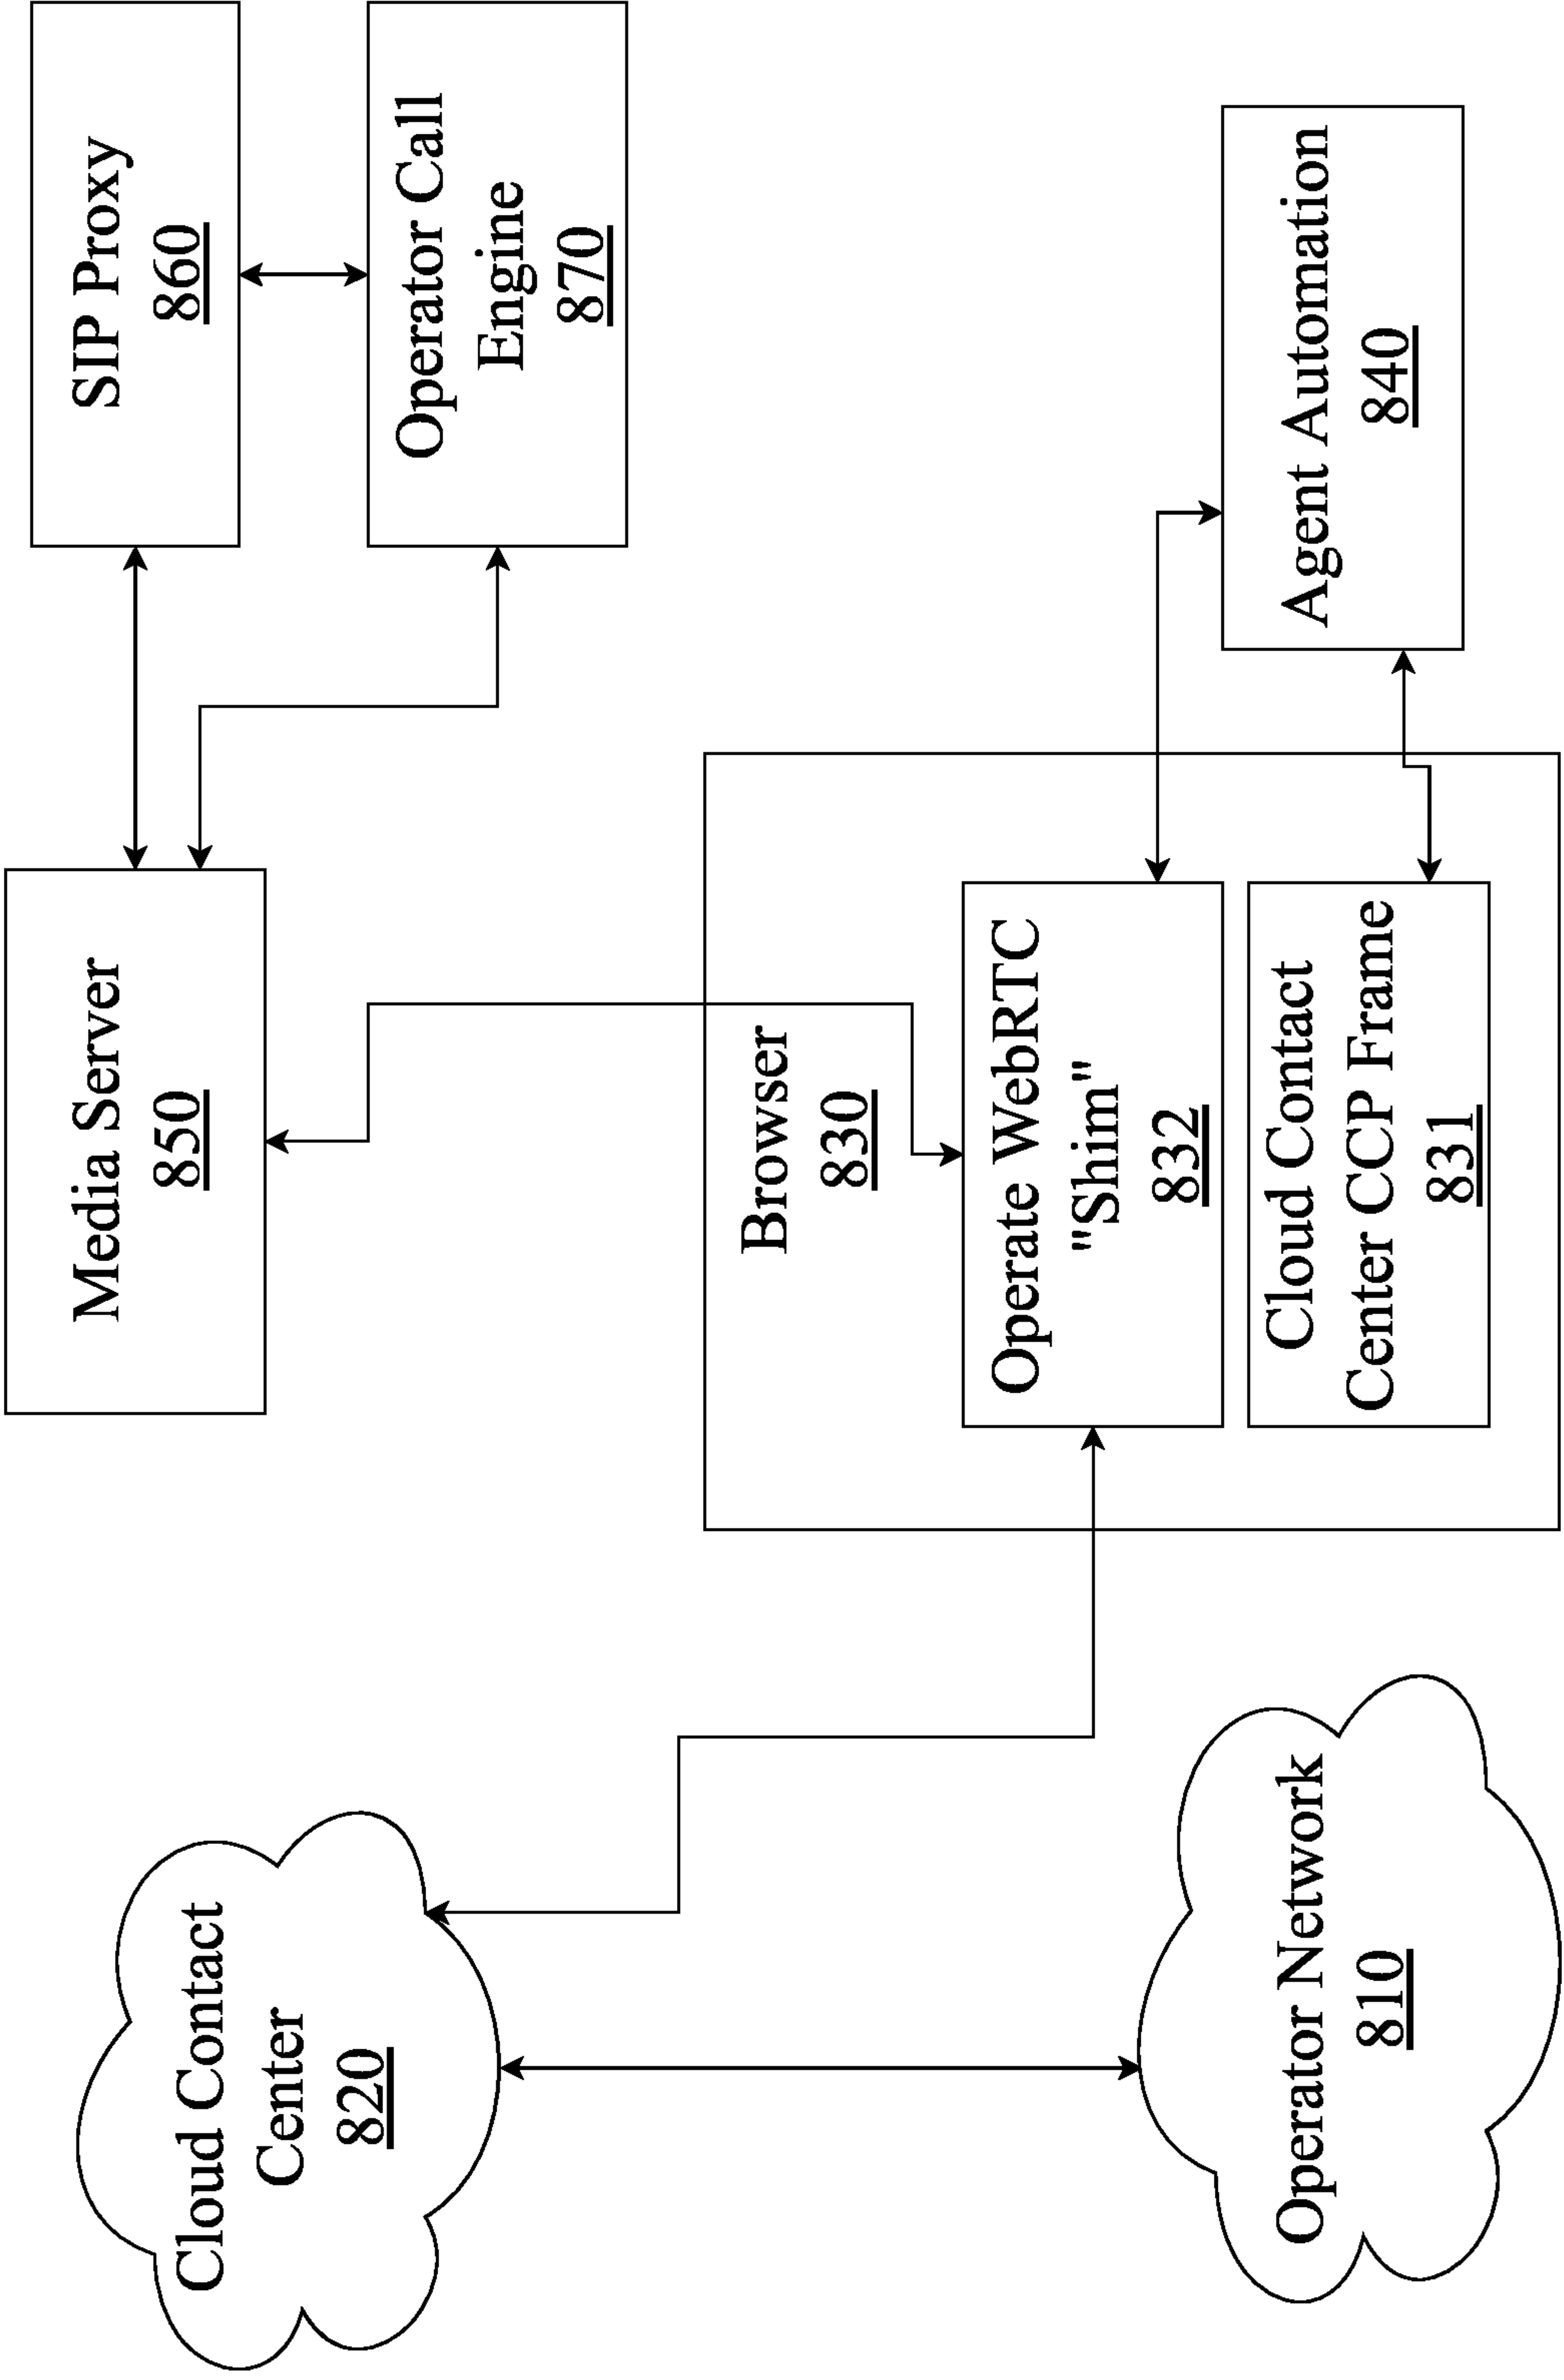 Cloud Contact
Center
820
Operator Network
810
Media Server
850
Browser
830
Operate WebRTC
"Shim"
832
Cloud Contact
Center CCP Frame
831
SIP Proxy
860
Operator Call
Engine
870
Agent Automation
840